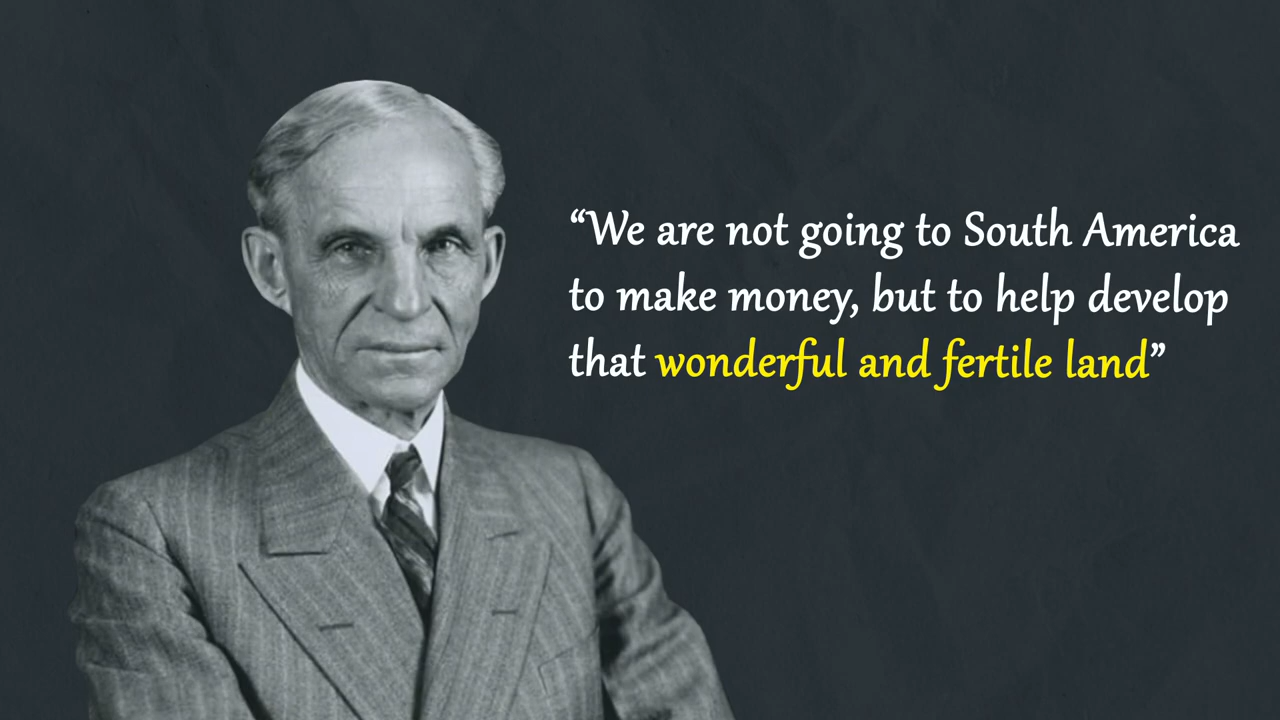 “We are not going to South America
to make money, but to help develop
that wonderful and fertile land”